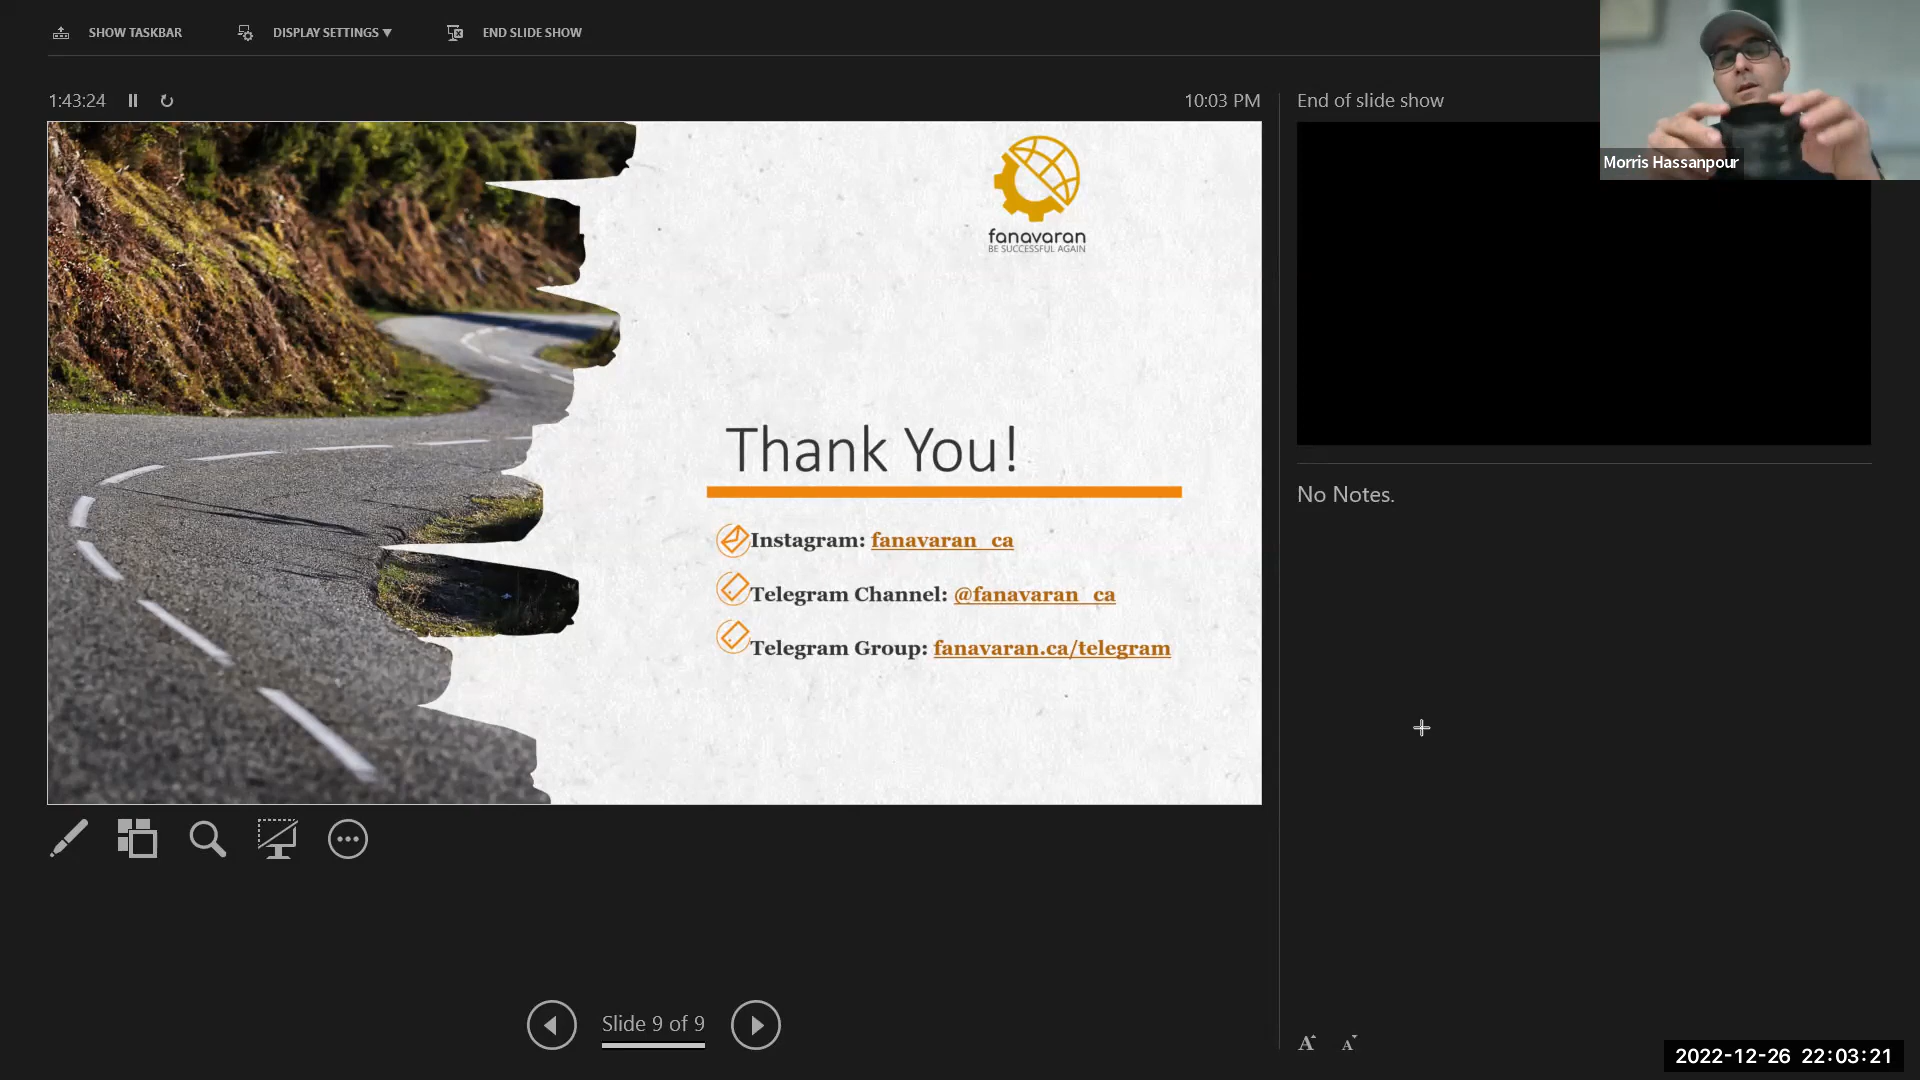 SHOW TASKBAR
DISPLAY SETTINGS ▼
END SLIDE SHOW
1:43:24
10:03 PM
End of slide show
Morris Hassanpour
fanavaran
BE SUCCESSFUL AGAIN
Thank You!
Instagram: fanavaran_ca
Telegram Channel: @fanavaran_ca
Telegram Group: fanavaran.ca/telegram
No Notes.
Slide 9 of 9
A A
2022-12-26 22:03:21